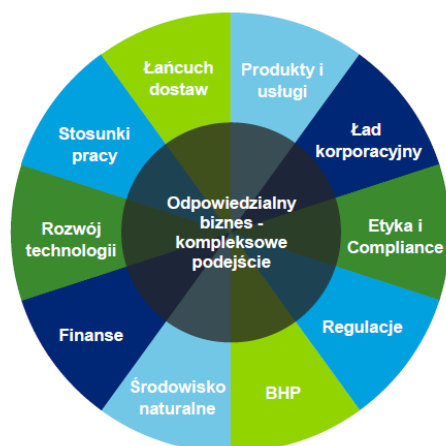 Produkty i
usługi
Ład
korporacyjny
Etyka i
Compliance
Regulacje
BHP
Środowisko
naturalne
Finanse
Rozwój
technologii
Stosunki
pracy
Łańcuch
dostaw
Odpowiedzialny
biznes -
kompleksowe
podejście